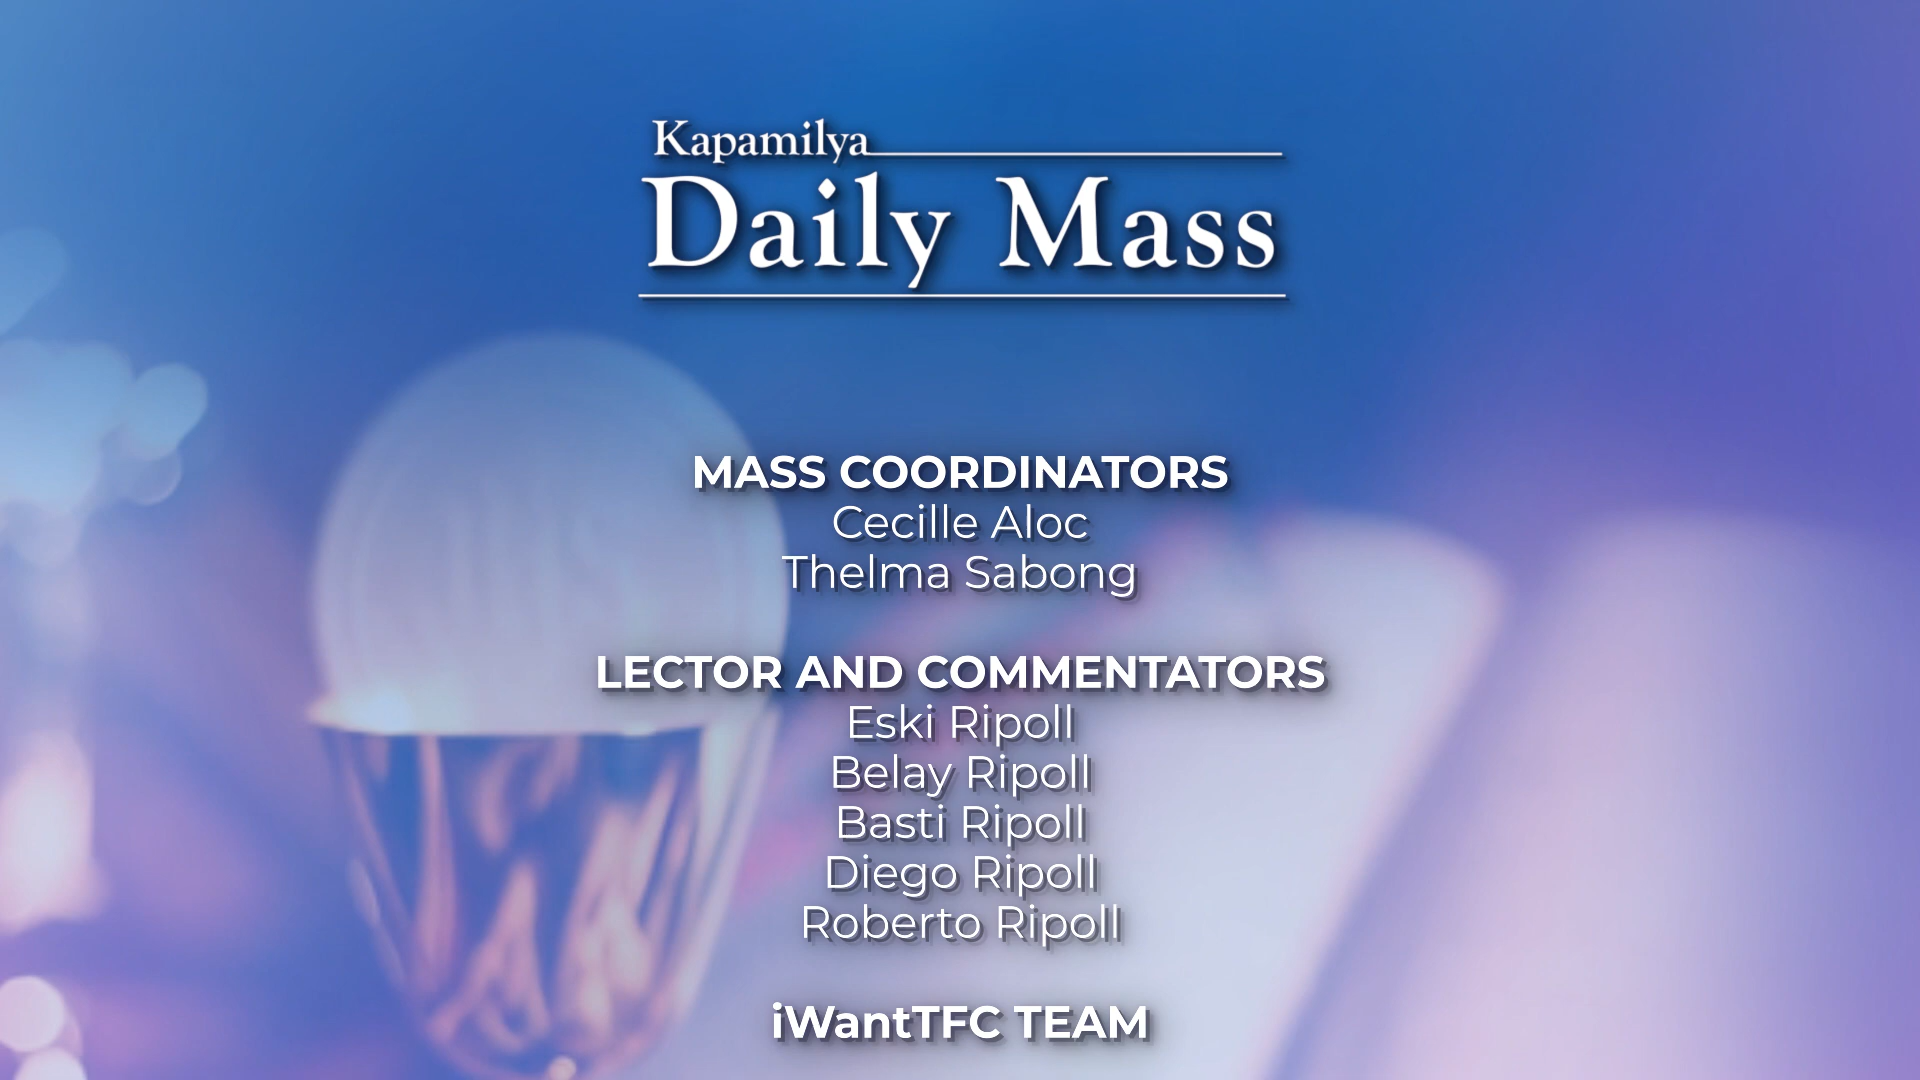 Kapamilya
Daily Mass
MASS COORDINATORS
Cecille Aloc
Thelma Sabong
LECTOR AND COMMENTATORS
Eski Ripoll
Belay Ripoll
Basti Ripoll
Diego Ripoll
Roberto Ripoll
iWantTFC TEAM